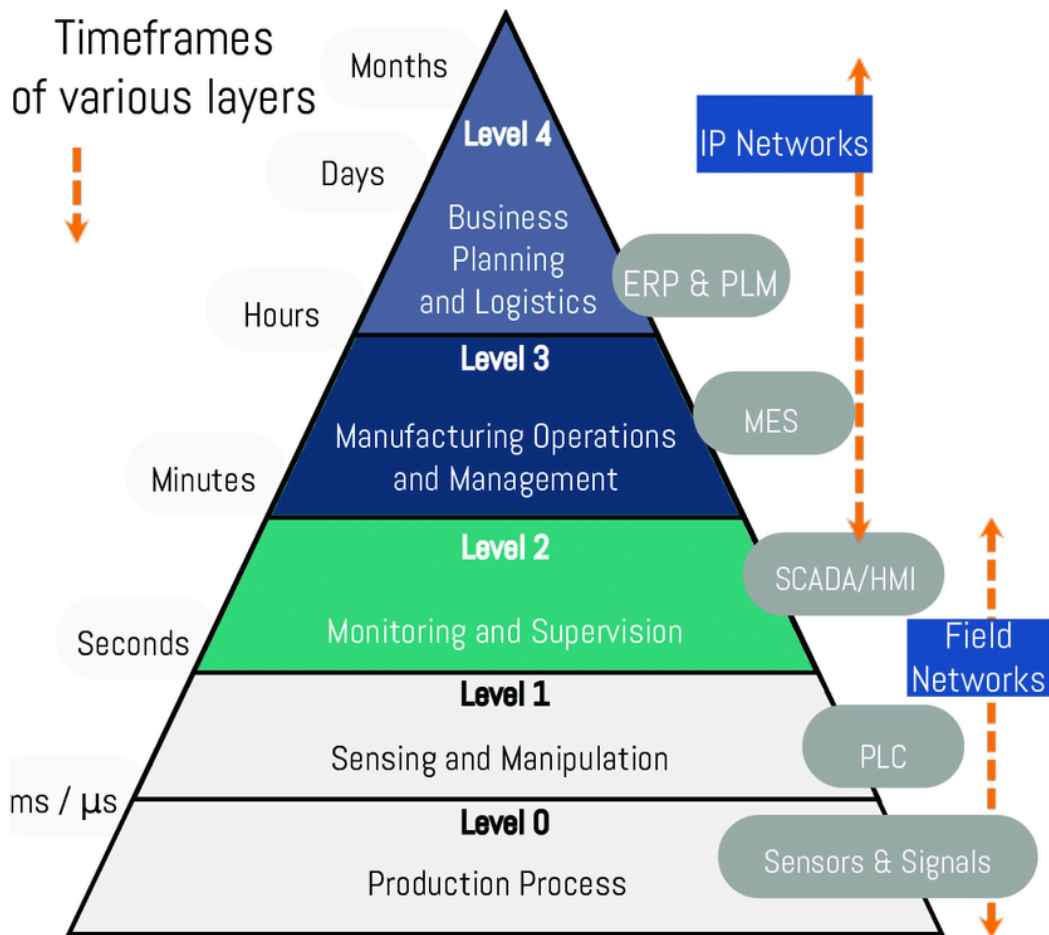 Timeframes
of various layers
Months
Days
Hours
Minutes
Seconds
ms / μs
Level 4
Business
Planning
and Logistics
Level 3
Manufacturing Operations
and Management
Level 2
Monitoring and Supervision
Level 1
Sensing and Manipulation
Level 0
Production Process
ERP & PLM
MES
SCADA/HMI
PLC
Sensors & Signals
IP Networks
Field
Networks